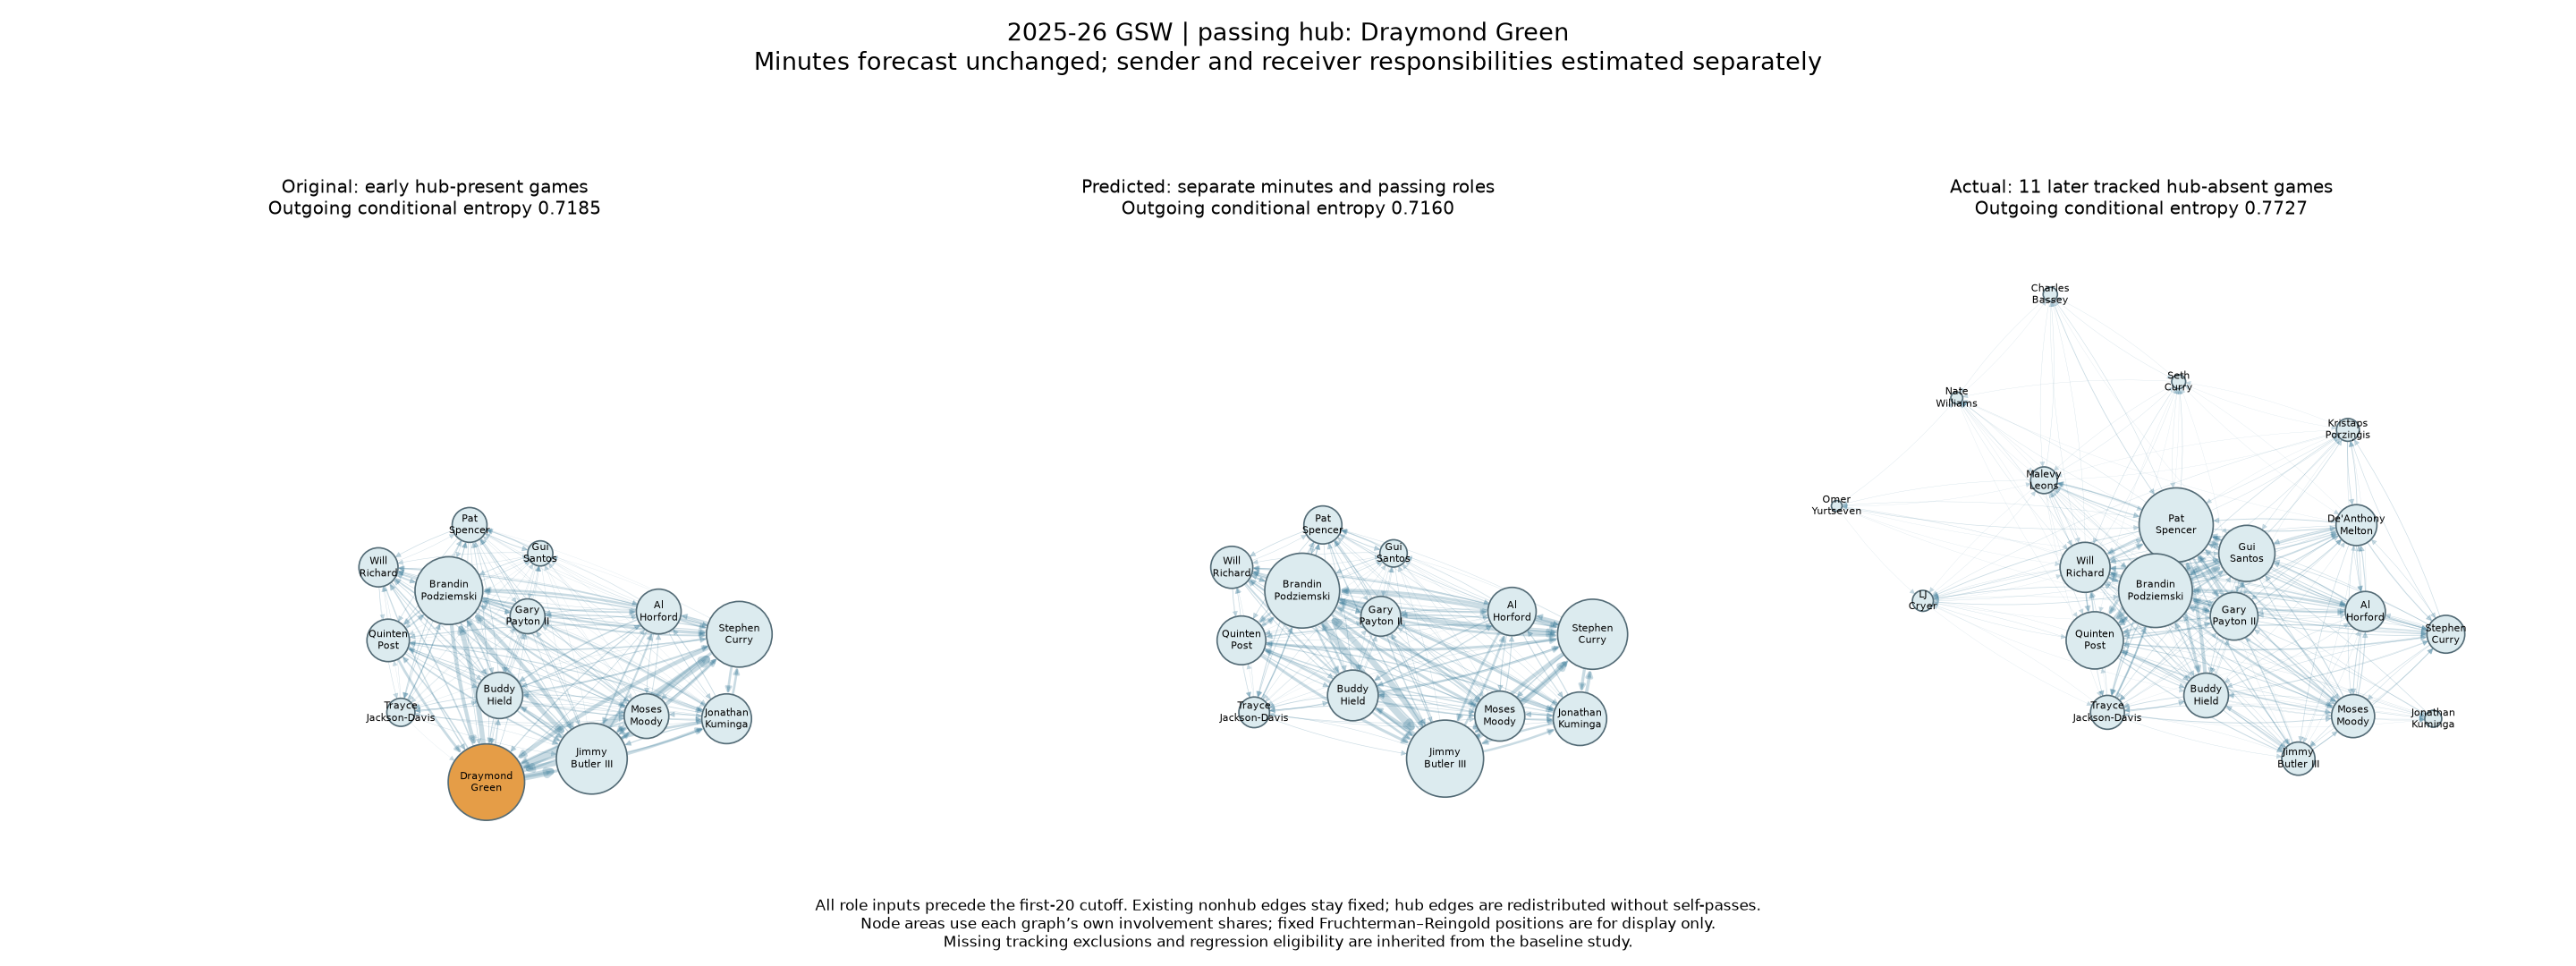 2025-26 GSW | passing hub: Draymond Green
Minutes forecast unchanged; sender and receiver responsibilities estimated separately
Original: early hub-present games
Outgoing conditional entropy 0.7185
Pat
Spencer
Gui
Santos
Will
Richard
Brandin
Podziemski
Gary
Payton II
Al
Horford
Stephen
Curry
Quinten
Post
Buddy
Hield
Trayce
Jackson-Davis
Moses
Moody
Jonathan
Kuminga
Jimmy
Butler III
Draymond
Green
Predicted: separate minutes and passing roles
Outgoing conditional entropy 0.7160
Pat
Spencer
Gui
Santos
Will
Richard
Brandin
Podziemski
Gary
Payton II
Al
Horford
Stephen
Curry
Quinten
Post
Buddy
Hield
Trayce
Jackson-Davis
Moses
Moody
Jonathan
Kuminga
Jimmy
Butler III
Actual: 11 later tracked hub-absent games
Outgoing conditional entropy 0.7727
Charles
Bassey
Seth
Curry
Nate
Williams
Kristaps
Porzingis
Malevy
Leons
Omer
Yurtseven
Pat
Spencer
De'Anthony
Melton
Gui
Santos
Will
Richard
Brandin
Podziemski
LJ
Cryer
Gary
Payton II
Al
Horford
Stephen
Curry
Quinten
Post
Buddy
Hield
Trayce
Jackson-Davis
Moses
Moody
Jonathan
Kuminga
Jimmy
Butler III
All role inputs precede the first-20 cutoff. Existing nonhub edges stay fixed; hub edges are redistributed without self-passes.
Node areas use each graph’s own involvement shares; fixed Fruchterman–Reingold positions are for display only.
Missing tracking exclusions and regression eligibility are inherited from the baseline study.